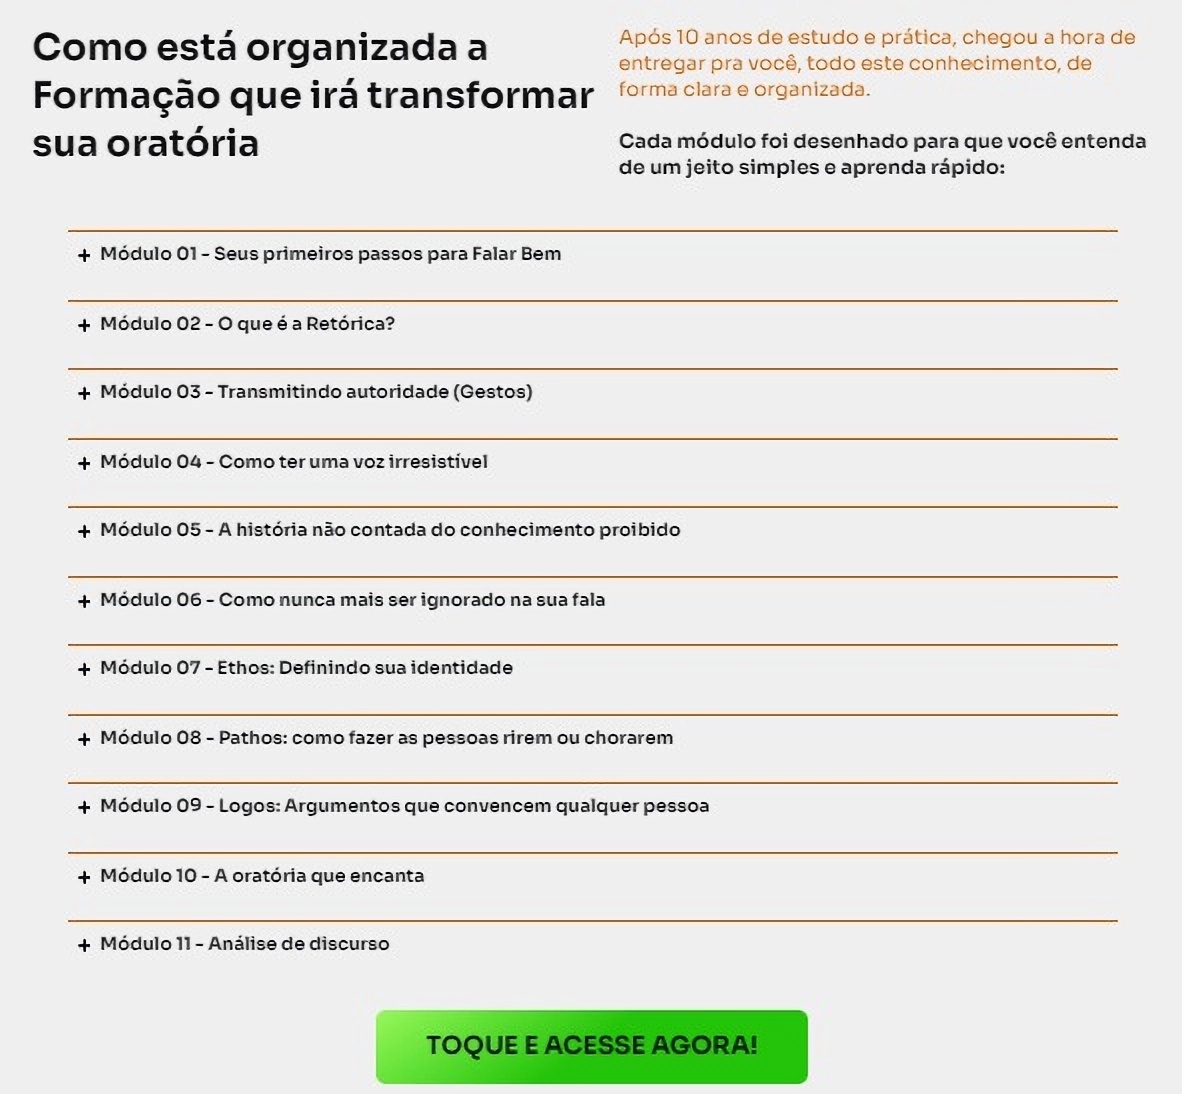 Como está organizada a
Formação que irá transformar
sua oratória
Após 10 anos de estudo e prática, chegou a hora de
entregar pra você, todo este conhecimento, de
forma clara e organizada.
Cada módulo foi desenhado para que você entenda
de um jeito simples e aprenda rápido:
+ Módulo 01 - Seus primeiros passos para Falar Bem
+ Módulo 02 - O que é a Retórica?
+ Módulo 03 - Transmitindo autoridade (Gestos)
+ Módulo 04 - Como ter uma voz irresistível
+ Módulo 05 - A história não contada do conhecimento proibido
+ Módulo 06 - Como nunca mais ser ignorado na sua fala
+ Módulo 07 - Ethos: Definindo sua identidade
+ Módulo 08 - Pathos: como fazer as pessoas rirem ou chorarem
+ Módulo 09 - Logos: Argumentos que convencem qualquer pessoa
+ Módulo 10 - A oratória que encanta
+ Módulo 11 - Análise de discurso
TOQUE E ACESSE AGORA!